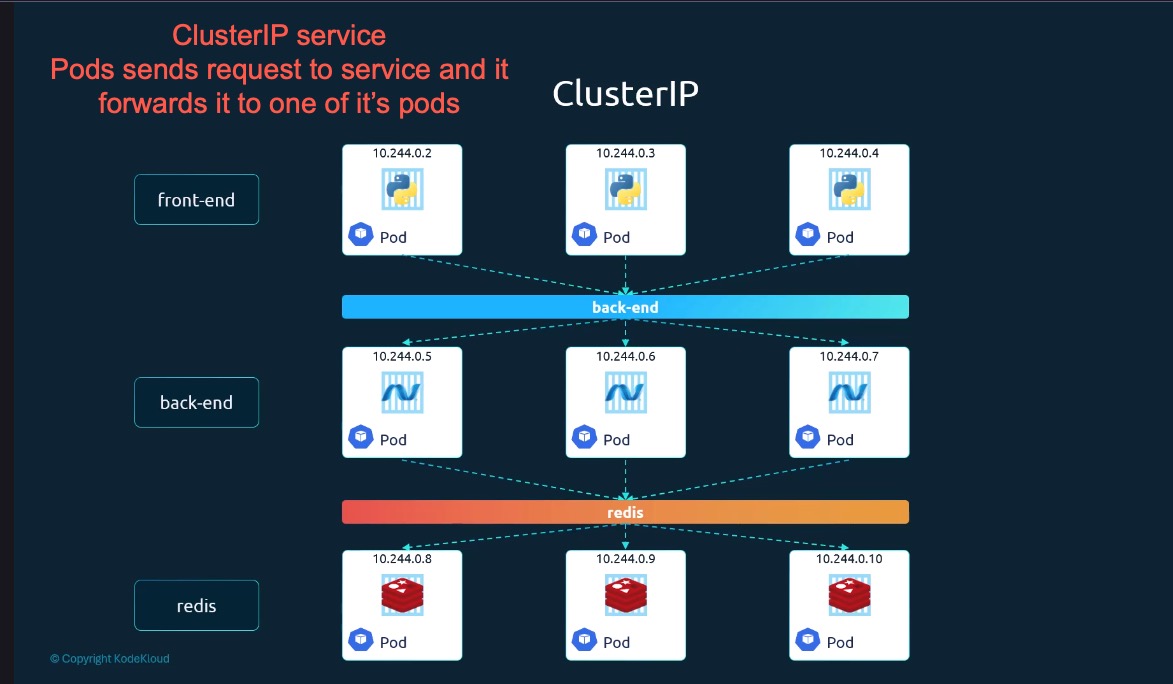 ClusterIP service
Pods sends request to service and it
forwards it to one of it's pods
ClusterIP
10.244.0.2
10.244.0.3
10.244.0.4
front-end
Pod
Pod
Pod
back-end
10.244.0.5
10.244.0.6
10.244.0.7
back-end
Pod
Pod
Pod
redis
10.244.0.8
10.244.0.9
10.244.0.10
redis
Pod
Pod
Pod
© Copyright KodeKloud